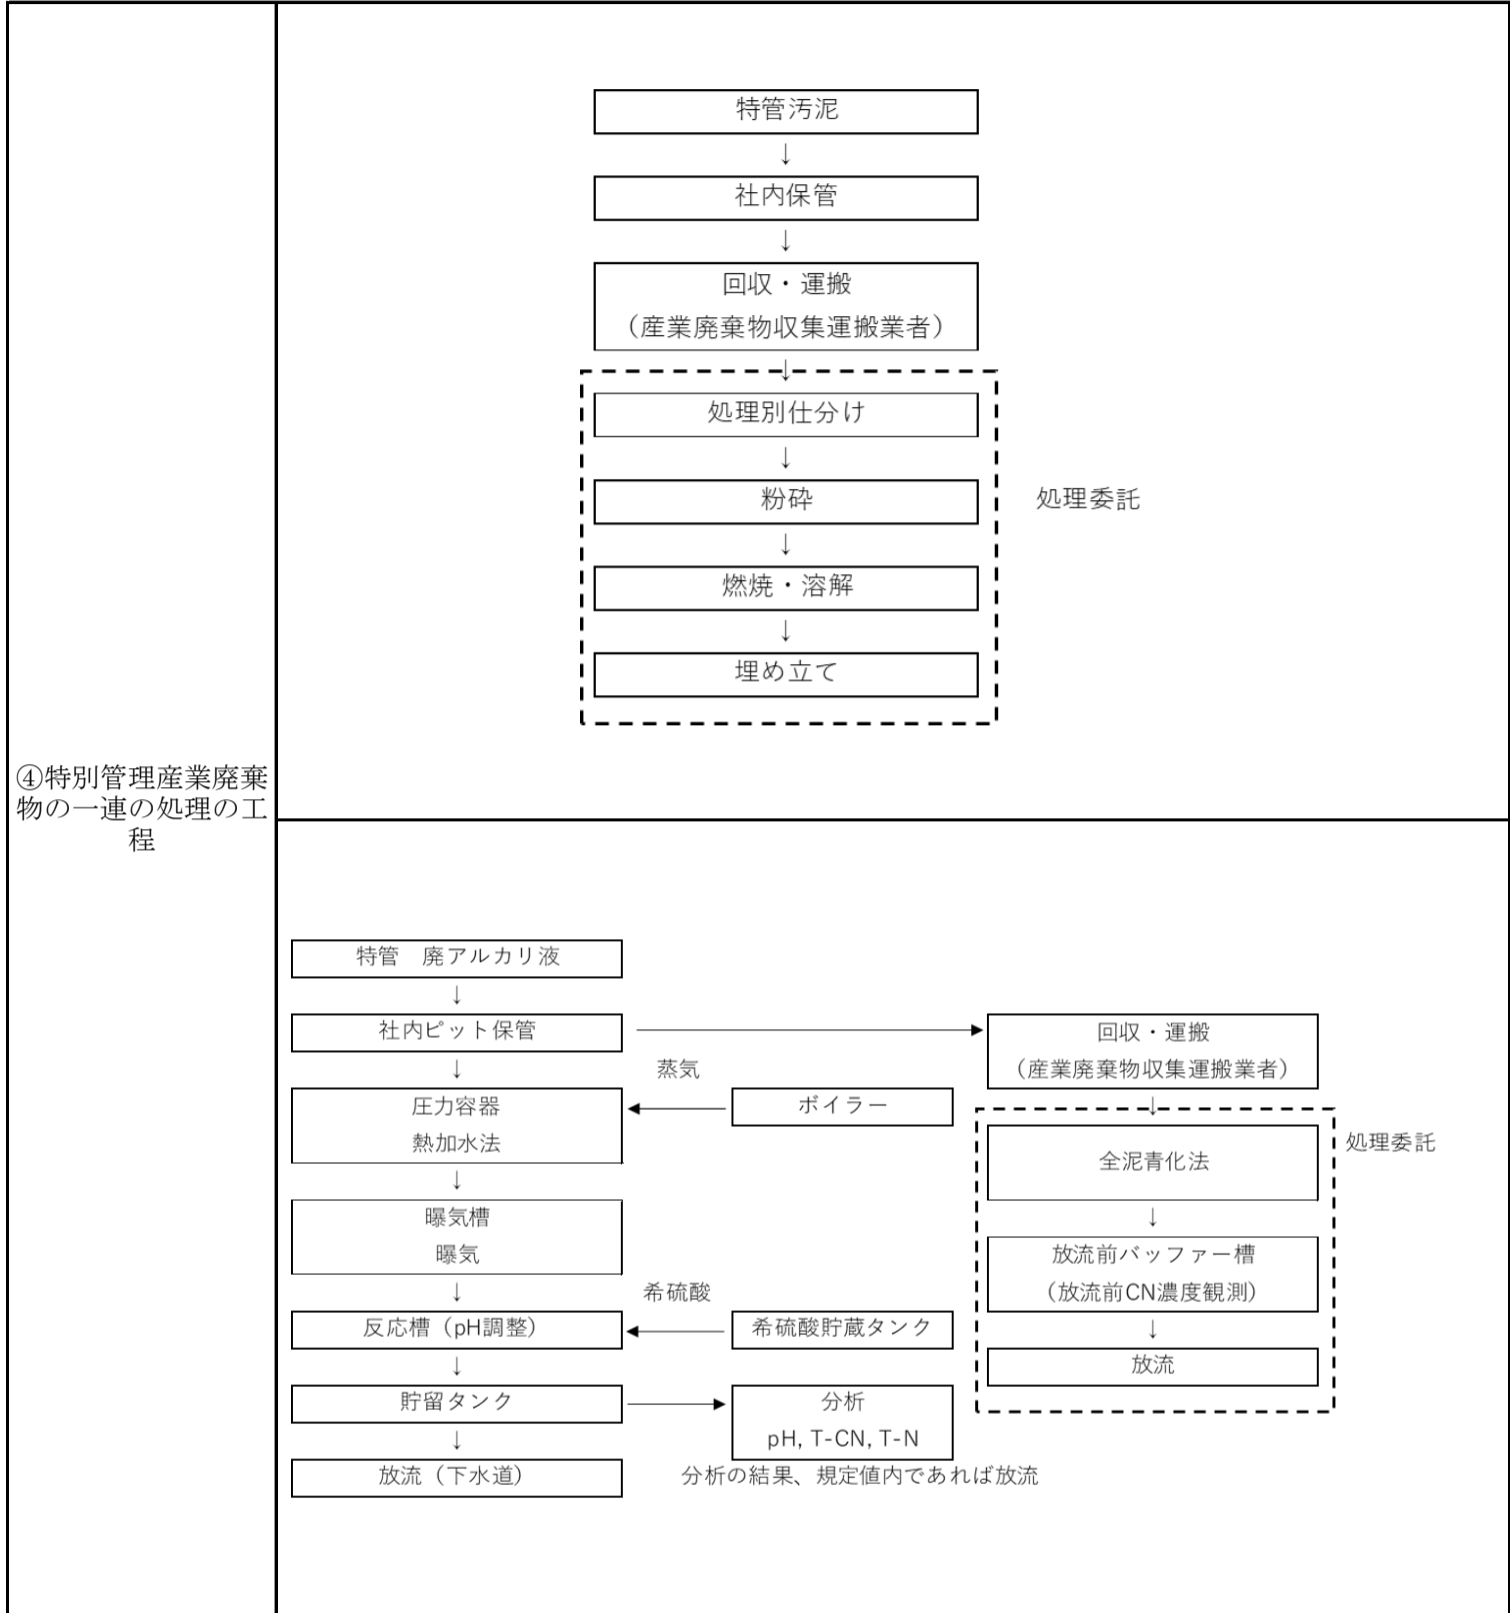 ④特別管理産業廃棄
物の一連の処理の工
程
特管汚泥
↓
社内保管
↓
回収・運搬
（産業廃棄物収集運搬業者）
↓
処理別仕分け
↓
粉砕
処理委託
↓
燃焼・溶解
↓
埋め立て
特管　廃アルカリ液
↓
社内ピット保管
↓
圧力容器
熱加水法
蒸気
ボイラー
↓
曝気槽
曝気
↓
反応槽（pH調整）
希硫酸
希硫酸貯蔵タンク
↓
貯留タンク
分析
pH, T-CN, T-N
↓
放流（下水道）
分析の結果、規定値内であれば放流
回収・運搬
（産業廃棄物収集運搬業者）
↓
処理委託
全泥青化法
↓
放流前バッファー槽
（放流前CN濃度観測）
↓
放流